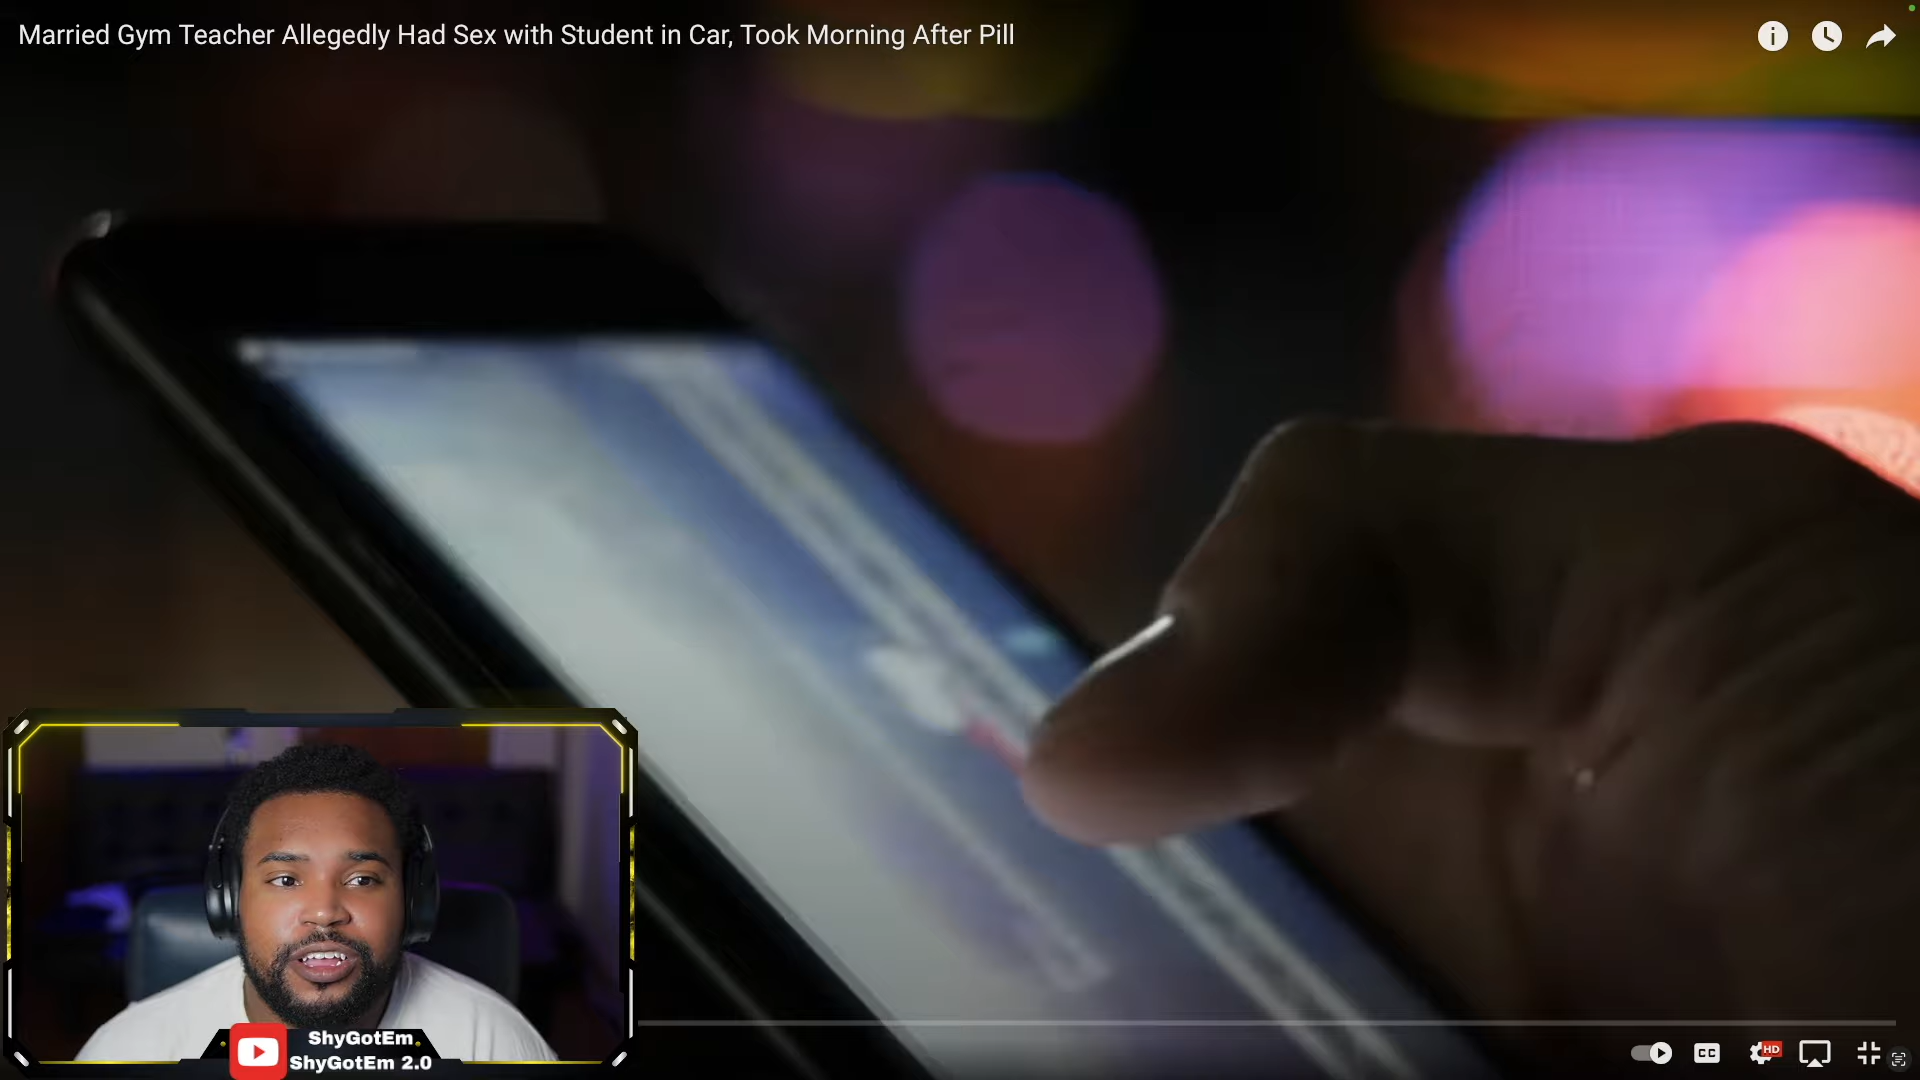 Married Gym Teacher Allegedly Had Sex with Student in Car, Took Morning After Pill
ShyGotEm
ShyGotEm 2.0
CC
HD